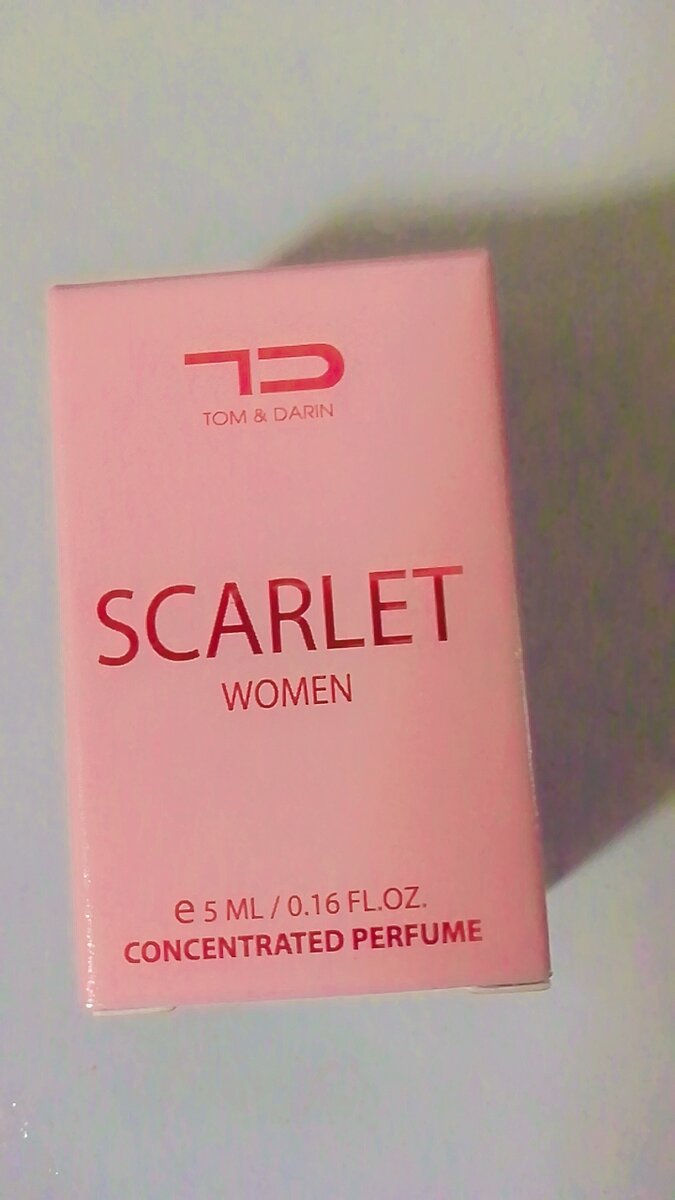 TD
TOM & DARIN
SCARLET
WOMEN
e 5 ML / 0.16 FL.OZ.
CONCENTRATED PERFUME